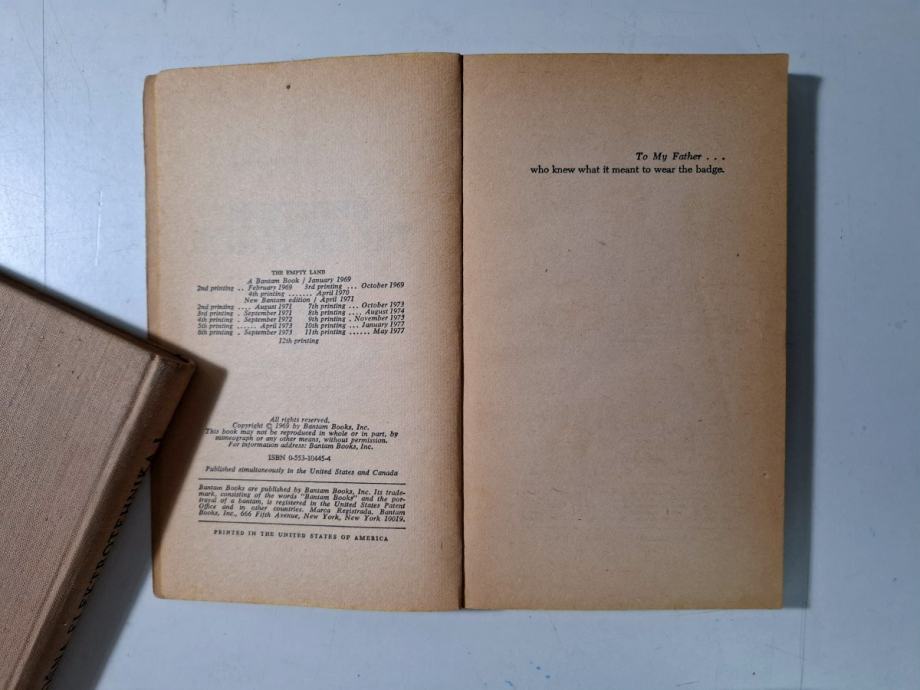 THE EMPTY LAND
A Bantam Book / January 1969
2nd printing .. February 1969 3rd printing ... October 1969
4th printing ....... April 1970
New Bantam edition / April 1971
2nd printing .... August 1971 7th printing ... October 1973
3rd printing . September 1971 8th printing .... August 1974
4th printing . September 1972 9th printing . November 1975
5th printing ...... April 1973 10th printing ... January 1977
6th printing . September 1973 11th printing ...... May 1977
12th printing
All rights reserved.
Copyright © 1969 by Bantam Books, Inc.
This book may not be reproduced in whole or in part, by
mimeograph or any other means, without permission.
For information address: Bantam Books, Inc.
ISBN 0-553-10445-4
Published simultaneously in the United States and Canada
Bantam Books are published by Bantam Books, Inc. Its trade-
mark, consisting of the words "Bantam Books" and the por-
trayal of a bantam, is registered in the United States Patent
Office and in other countries. Marca Registrada. Bantam
Books, Inc., 666 Fifth Avenue, New York, New York 10019.
PRINTED IN THE UNITED STATES OF AMERICA
To My Father . . .
who knew what it meant to wear the badge.
ELEKTROTEHNIKA I